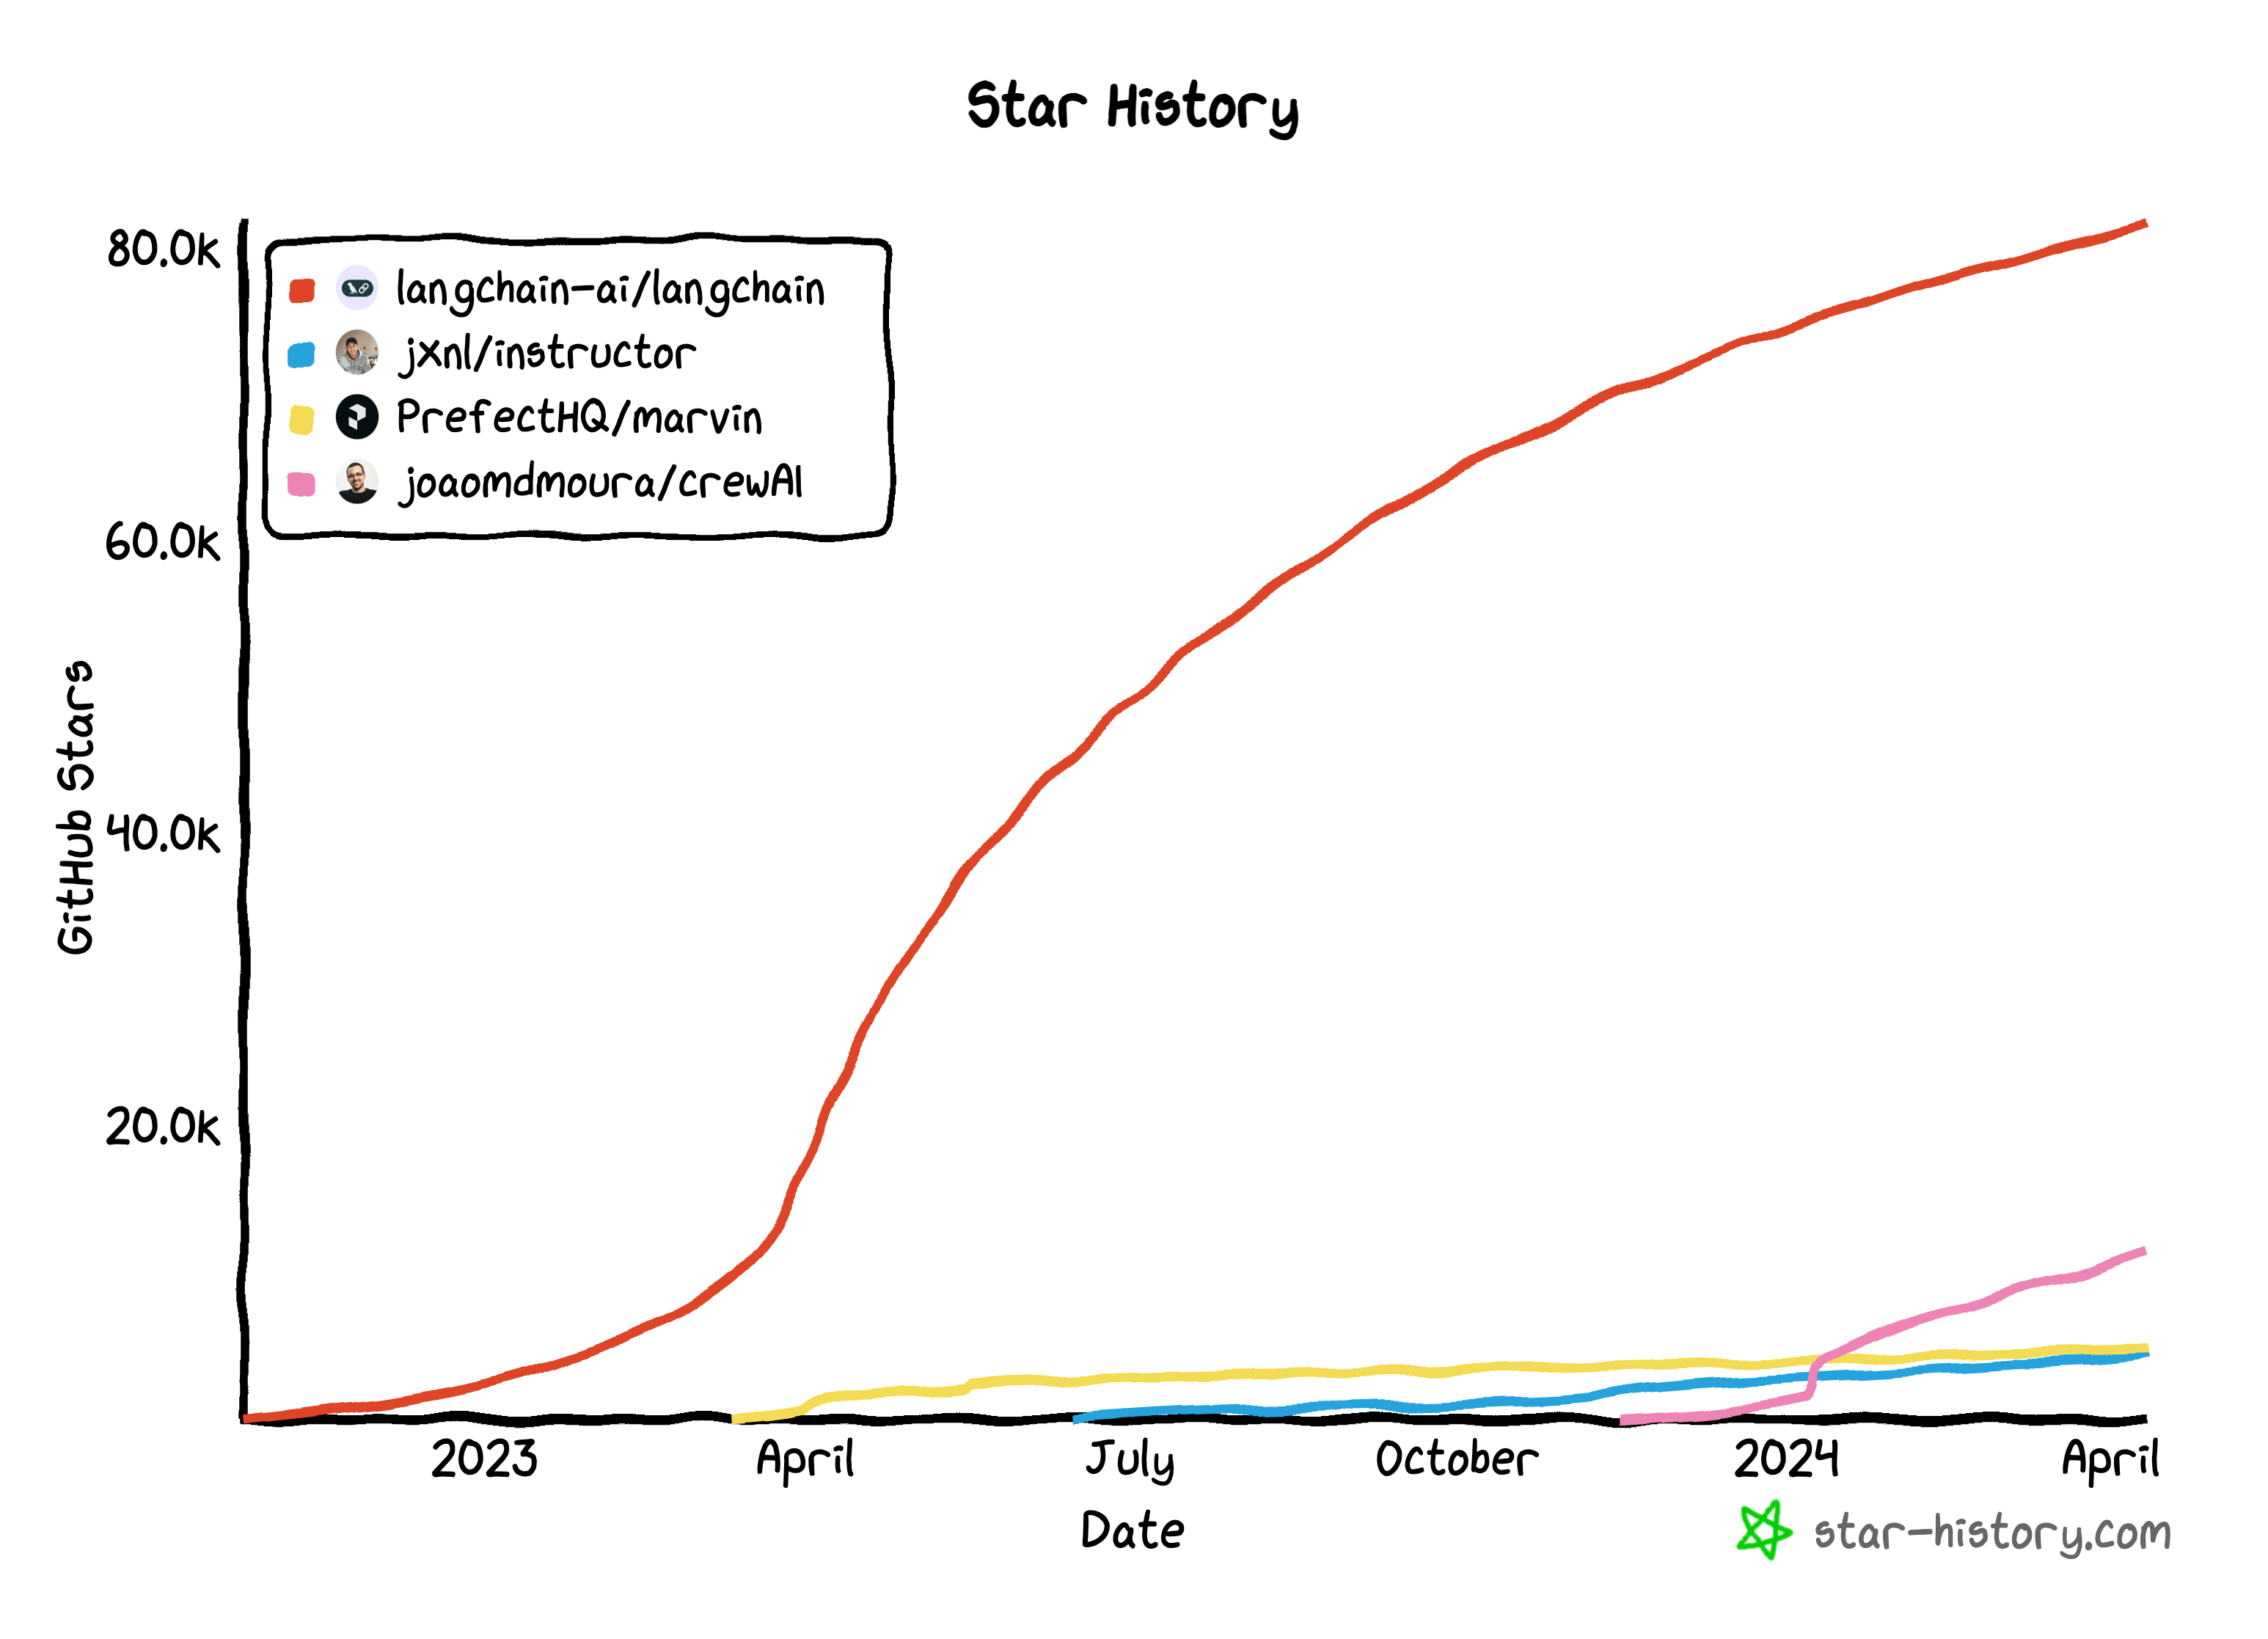 Star History
80.0k
60.0k
40.0k
20.0k
GitHub Stars
langchain-ai/langchain
jxnl/instructor
PrefectHQ/marvin
joaomdmoura/crewAI
2023 April July October 2024 April
Date
star-history.com